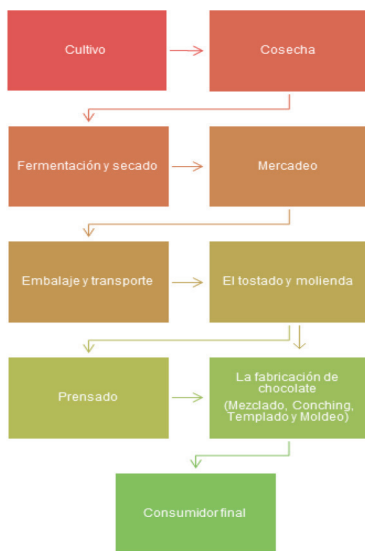 Cultivo
Cosecha
Fermentación y secado
Mercadeo
Embalaje y transporte
El tostado y molienda
Prensado
La fabricación de
chocolate
(Mezclado, Conching,
Templado y Moldeo)
Consumidor final